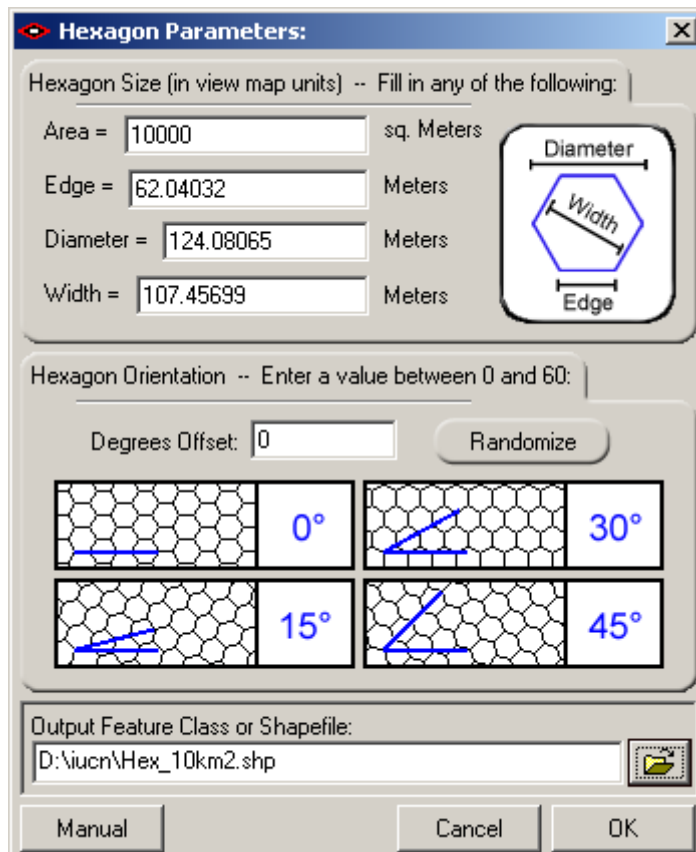 Hexagon Parameters:
Hexagon Size (in view map units) -- Fill in any of the following:
Area = 10000 sq. Meters
Edge = 62.04032 Meters
Diameter = 124.08065 Meters
Width = 107.45699 Meters
Diameter
Width
Edge
Hexagon Orientation -- Enter a value between 0 and 60:
Degrees Offset: 0 Randomize
0° 30°
15° 45°
Output Feature Class or Shapefile:
D:\iucn\Hex_10km2.shp
Manual Cancel OK